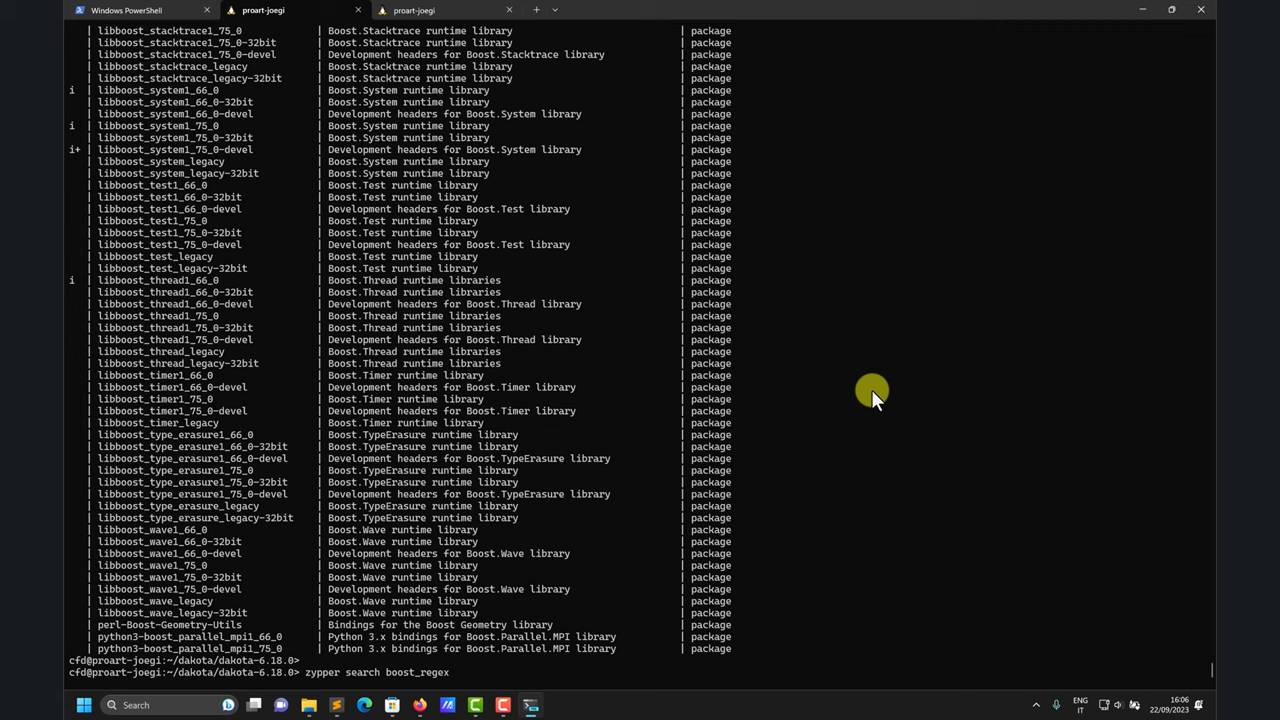 Windows PowerShell
proart-joegi
proart-joegi
| libboost_stacktrace1_75_0 | Boost.Stacktrace runtime library | package
| libboost_stacktrace1_75_0-32bit | Boost.Stacktrace runtime library | package
| libboost_stacktrace1_75_0-devel | Development headers for Boost.Stacktrace library | package
| libboost_stacktrace_legacy | Boost.Stacktrace runtime library | package
| libboost_stacktrace_legacy-32bit | Boost.Stacktrace runtime library | package
i | libboost_system1_66_0 | Boost.System runtime library | package
| libboost_system1_66_0-32bit | Boost.System runtime library | package
| libboost_system1_66_0-devel | Development headers for Boost.System library | package
i | libboost_system1_75_0 | Boost.System runtime library | package
| libboost_system1_75_0-32bit | Boost.System runtime library | package
i+ | libboost_system1_75_0-devel | Development headers for Boost.System library | package
| libboost_system_legacy | Boost.System runtime library | package
| libboost_system_legacy-32bit | Boost.System runtime library | package
| libboost_test1_66_0 | Boost.Test runtime library | package
| libboost_test1_66_0-32bit | Boost.Test runtime library | package
| libboost_test1_66_0-devel | Development headers for Boost.Test library | package
| libboost_test1_75_0 | Boost.Test runtime library | package
| libboost_test1_75_0-32bit | Boost.Test runtime library | package
| libboost_test1_75_0-devel | Development headers for Boost.Test library | package
| libboost_test_legacy | Boost.Test runtime library | package
| libboost_test_legacy-32bit | Boost.Test runtime library | package
i | libboost_thread1_66_0 | Boost.Thread runtime libraries | package
| libboost_thread1_66_0-32bit | Boost.Thread runtime libraries | package
| libboost_thread1_66_0-devel | Development headers for Boost.Thread library | package
| libboost_thread1_75_0 | Boost.Thread runtime libraries | package
| libboost_thread1_75_0-32bit | Boost.Thread runtime libraries | package
| libboost_thread1_75_0-devel | Development headers for Boost.Thread library | package
| libboost_thread_legacy | Boost.Thread runtime libraries | package
| libboost_thread_legacy-32bit | Boost.Thread runtime libraries | package
| libboost_timer1_66_0 | Boost.Timer runtime library | package
| libboost_timer1_66_0-devel | Development headers for Boost.Timer library | package
| libboost_timer1_75_0 | Boost.Timer runtime library | package
| libboost_timer1_75_0-devel | Development headers for Boost.Timer library | package
| libboost_timer_legacy | Boost.Timer runtime library | package
| libboost_type_erasure1_66_0 | Boost.TypeErasure runtime library | package
| libboost_type_erasure1_66_0-32bit | Boost.TypeErasure runtime library | package
| libboost_type_erasure1_66_0-devel | Development headers for Boost.TypeErasure library | package
| libboost_type_erasure1_75_0 | Boost.TypeErasure runtime library | package
| libboost_type_erasure1_75_0-32bit | Boost.TypeErasure runtime library | package
| libboost_type_erasure1_75_0-devel | Development headers for Boost.TypeErasure library | package
| libboost_type_erasure_legacy | Boost.TypeErasure runtime library | package
| libboost_type_erasure_legacy-32bit | Boost.TypeErasure runtime library | package
| libboost_wave1_66_0 | Boost.Wave runtime library | package
| libboost_wave1_66_0-32bit | Boost.Wave runtime library | package
| libboost_wave1_66_0-devel | Development headers for Boost.Wave library | package
| libboost_wave1_75_0 | Boost.Wave runtime library | package
| libboost_wave1_75_0-32bit | Boost.Wave runtime library | package
| libboost_wave1_75_0-devel | Development headers for Boost.Wave library | package
| libboost_wave_legacy | Boost.Wave runtime library | package
| libboost_wave_legacy-32bit | Boost.Wave runtime library | package
| perl-Boost-Geometry-Utils | Bindings for the Boost Geometry library | package
| python3-boost_parallel_mpi1_66_0 | Python 3.x bindings for Boost.Parallel.MPI library | package
| python3-boost_parallel_mpi1_75_0 | Python 3.x bindings for Boost.Parallel.MPI library | package
cfd@proart-joegi:~/dakota/dakota-6.18.0>
cfd@proart-joegi:~/dakota/dakota-6.18.0> zypper search boost_regex
Search
ENG
IT
16:06
22/09/2023